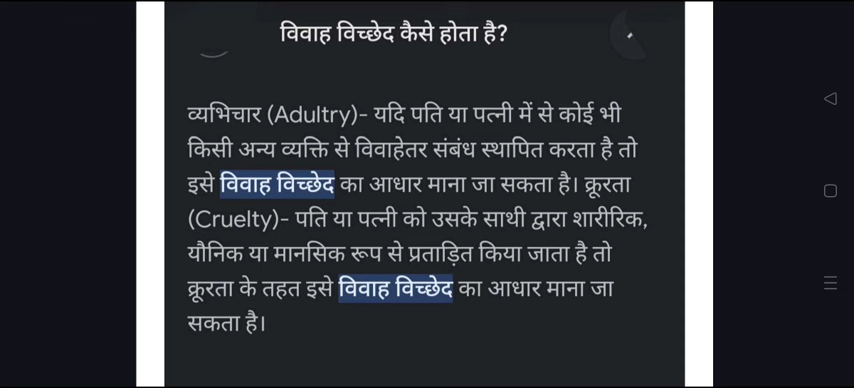 विवाह विच्छेद कैसे होता है?
व्यभिचार (Adultry)- यदि पति या पत्नी में से कोई भी
किसी अन्य व्यक्ति से विवाहेतर संबंध स्थापित करता है तो
इसे विवाह विच्छेद का आधार माना जा सकता है। क्रूरता
(Cruelty)- पति या पत्नी को उसके साथी द्वारा शारीरिक,
यौनिक या मानसिक रूप से प्रताड़ित किया जाता है तो
क्रूरता के तहत इसे विवाह विच्छेद का आधार माना जा
सकता है।